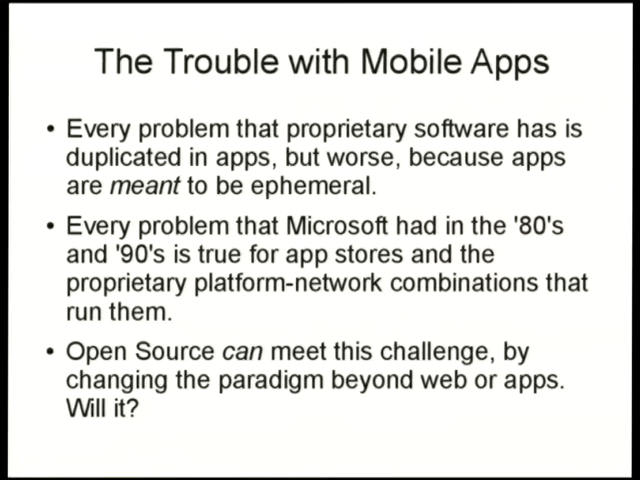 The Trouble with Mobile Apps
• Every problem that proprietary software has is
duplicated in apps, but worse, because apps
are meant to be ephemeral.
• Every problem that Microsoft had in the '80's
and '90's is true for app stores and the
proprietary platform-network combinations that
run them.
• Open Source can meet this challenge, by
changing the paradigm beyond web or apps.
Will it?